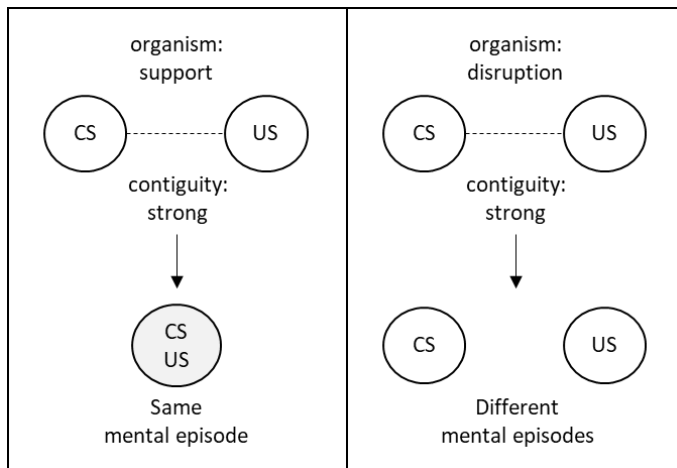 organism:
support
CS
US
contiguity:
strong
CS
US
Same
mental episode
organism:
disruption
CS
US
contiguity:
strong
CS
US
Different
mental episodes